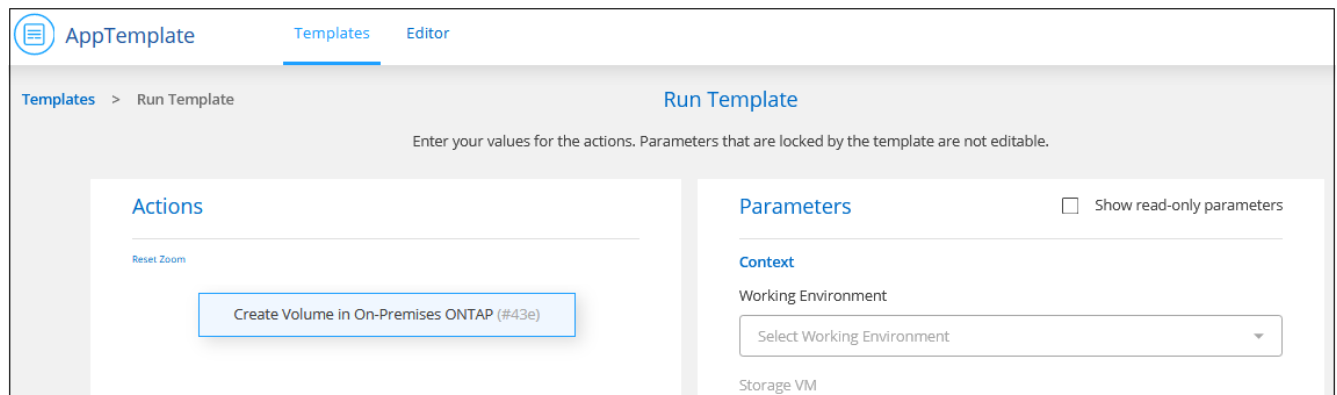 AppTemplate Templates Editor
Templates > Run Template
Run Template
Enter your values for the actions. Parameters that are locked by the template are not editable.
Actions
Reset Zoom
Create Volume in On-Premises ONTAP (#43e)
Parameters
Show read-only parameters
Context
Working Environment
Select Working Environment
Storage VM